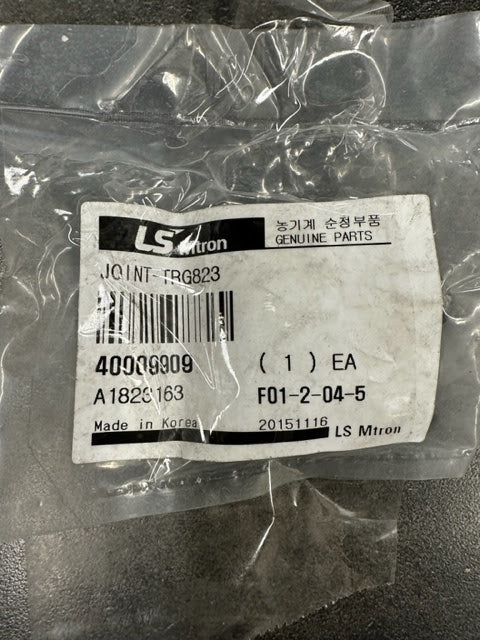 LS Mtron
농기계 순정부품
GENUINE PARTS
JOINT-TRG823
40009909
( 1 ) EA
A1823163
F01-2-04-5
Made in Korea
20151116
LS Mtron